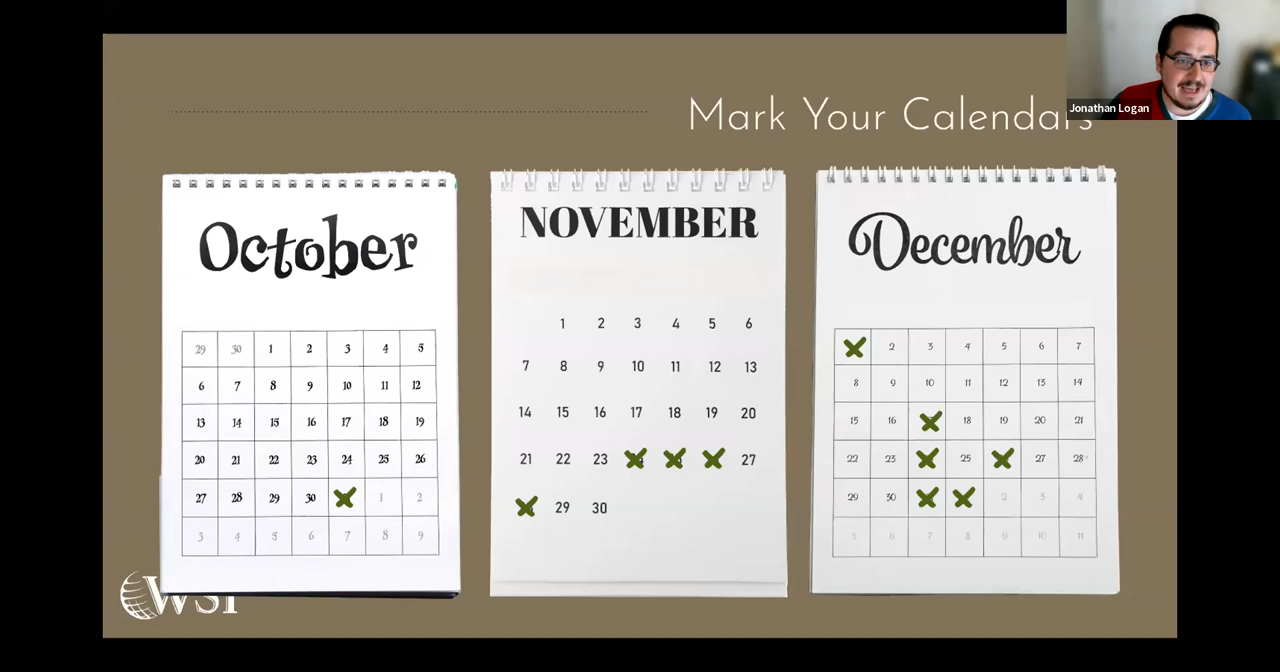 Mark Your Calendars
Jonathan Logan
October
29 30 1 2 3 4 5
6 7 8 9 10 11 12
13 14 15 16 17 18 19
20 21 22 23 24 25 26
27 28 29 30 1 2
3 4 5 6 7 8 9
NOVEMBER
1 2 3 4 5 6
7 8 9 10 11 12 13
14 15 16 17 18 19 20
21 22 23 27
29 30
December
2 3 4 5 6 7
8 9 10 11 12 13 14
15 16 18 19 20 21
22 23 25 27 28
29 30 2 3 4
5 6 7 8 9 10 11
WSI